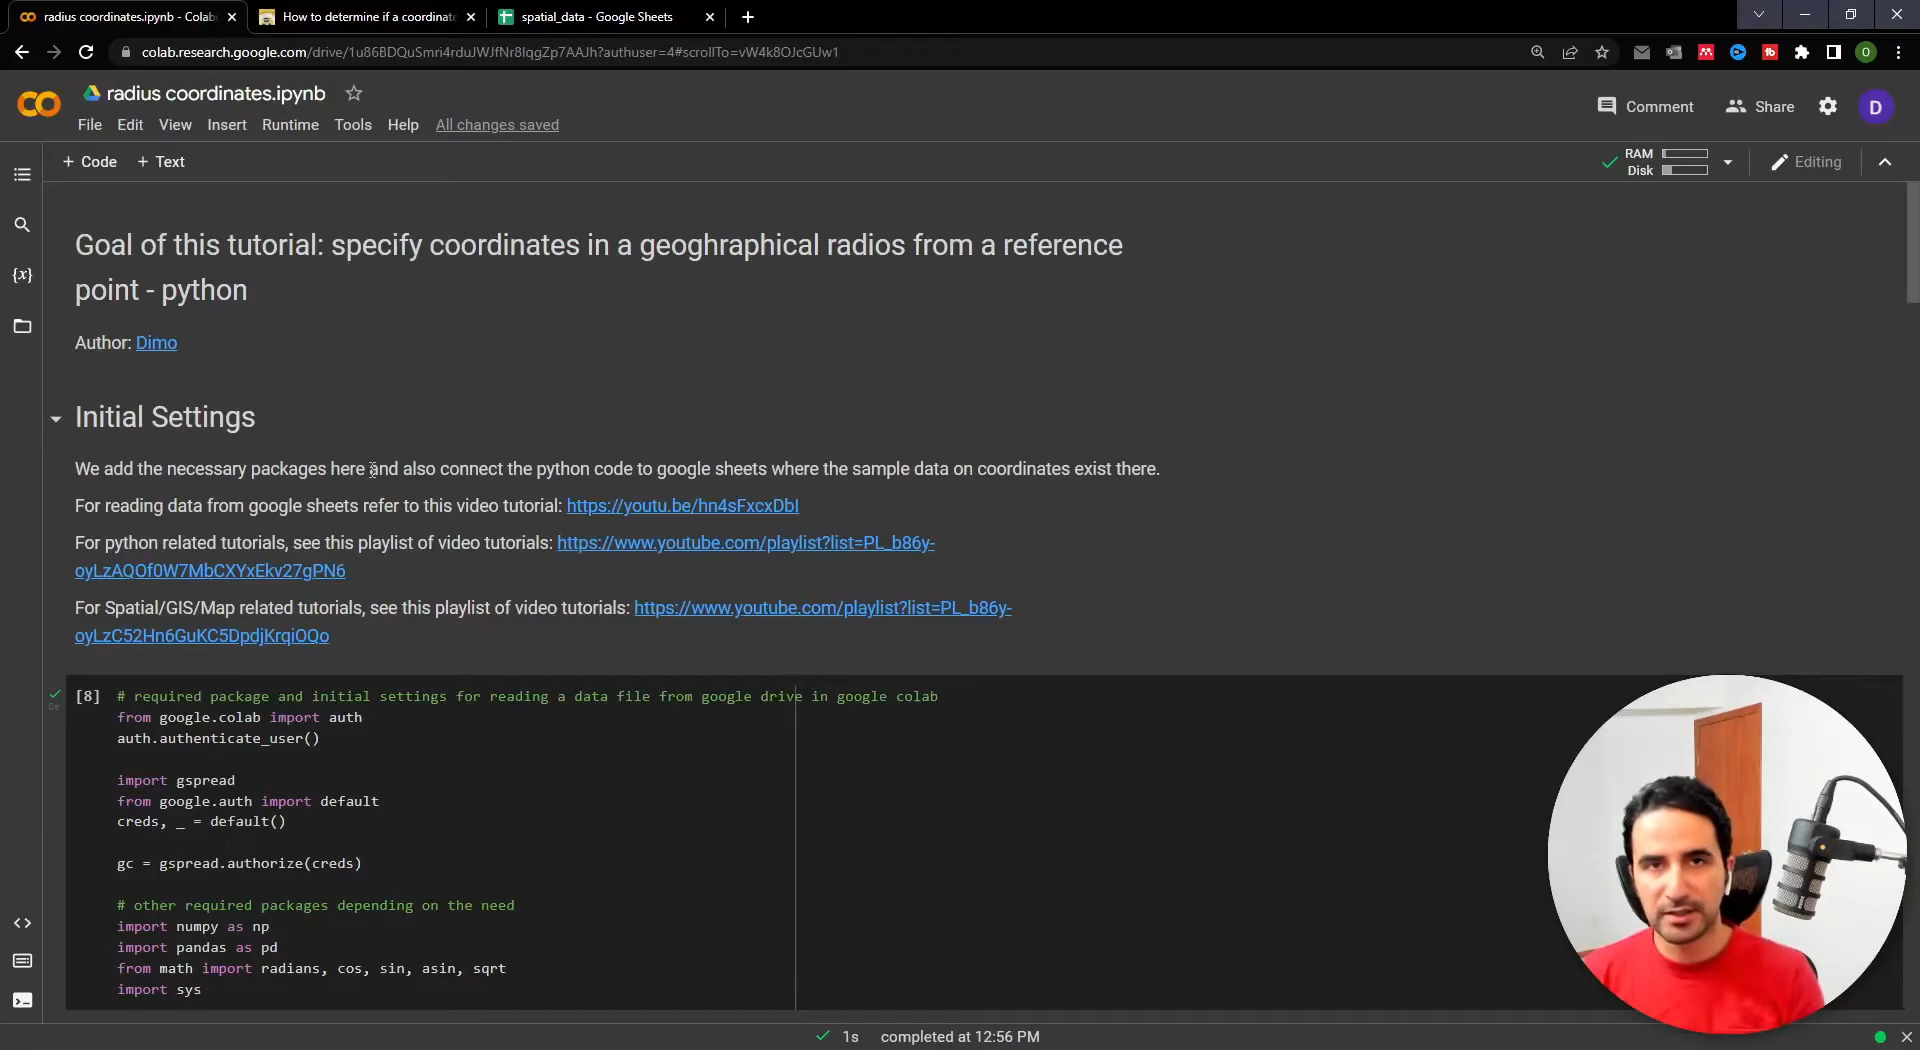 radius coordinates.ipynb - Colab
How to determine if a coordinate
spatial_data - Google Sheets
colab.research.google.com/drive/1u86BDQuSmri4rduJWJfNr8IqgZp7AAJh?authuser=4#scrollTo=vW4k8OJcGUw1
radius coordinates.ipynb
Comment
Share
D
File Edit View Insert Runtime Tools Help All changes saved
+ Code + Text
RAM
Disk
Editing
Goal of this tutorial: specify coordinates in a geoghraphical radios from a reference
point - python
Author: Dimo
Initial Settings
We add the necessary packages here and also connect the python code to google sheets where the sample data on coordinates exist there.
For reading data from google sheets refer to this video tutorial: https://youtu.be/hn4sFxcxDbI
For python related tutorials, see this playlist of video tutorials: https://www.youtube.com/playlist?list=PL_b86y-
oyLzAQOf0W7MbCXYxEkv27gPN6
For Spatial/GIS/Map related tutorials, see this playlist of video tutorials: https://www.youtube.com/playlist?list=PL_b86y-
oyLzC52Hn6GuKC5DpdjKrqiOQo
[8] # required package and initial settings for reading a data file from google drive in google colab
from google.colab import auth
auth.authenticate_user()
import gspread
from google.auth import default
creds, _ = default()
gc = gspread.authorize(creds)
# other required packages depending on the need
import numpy as np
import pandas as pd
from math import radians, cos, sin, asin, sqrt
import sys
1s completed at 12:56 PM